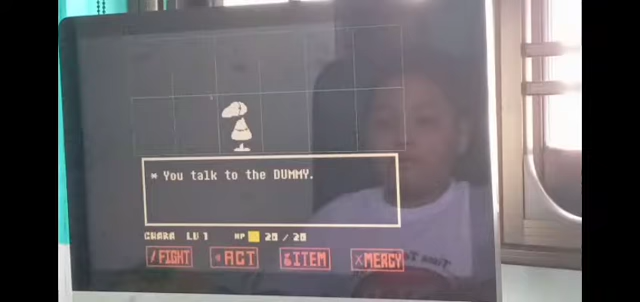 * You talk to the DUMMY.
CHARA LV 1 HP 20 / 20
FIGHT ACT ITEM MERCY